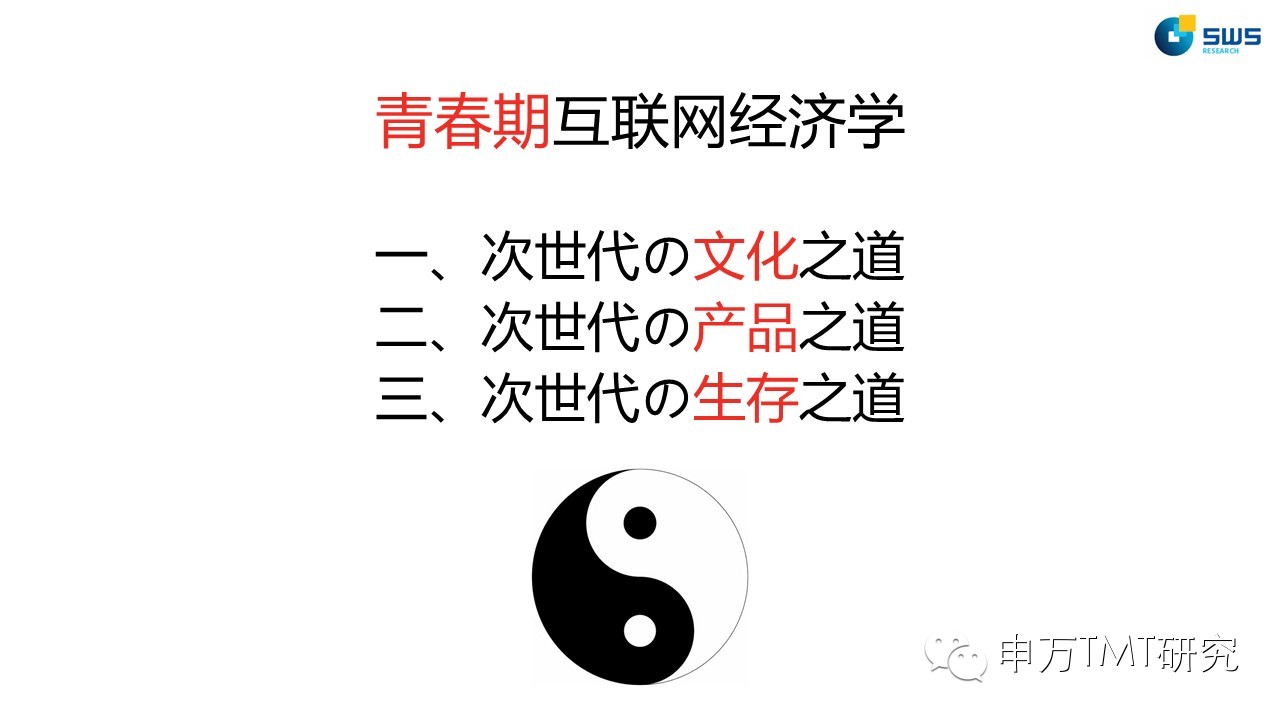 SWS
RESEARCH
青春期互联网经济学
一、次世代の文化之道
二、次世代の产品之道
三、次世代の生存之道
申万TMT研究